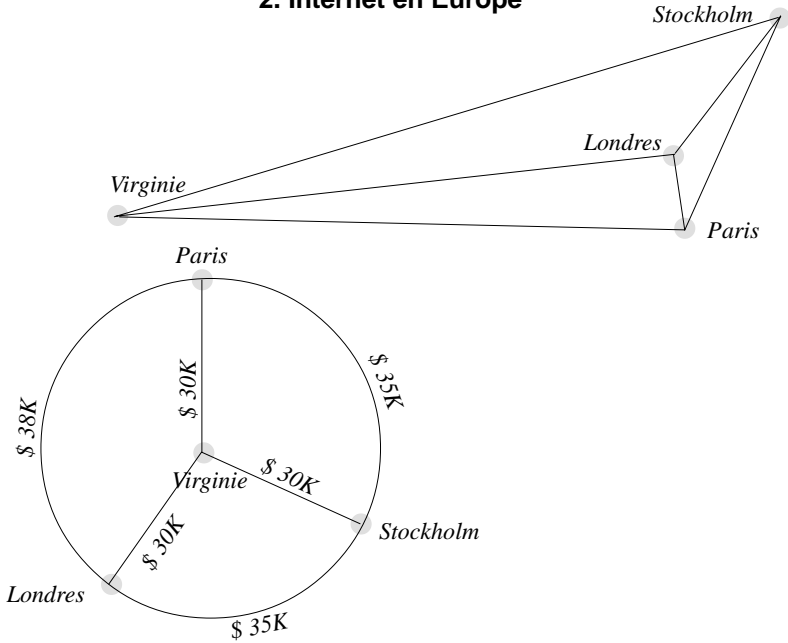 2. Internet en Europe
Stockholm
Londres
Virginie
Paris
Paris
$ 35K
$ 30K
$ 38K
Virginie
$ 30K
Stockholm
$ 30K
Londres
$ 35K